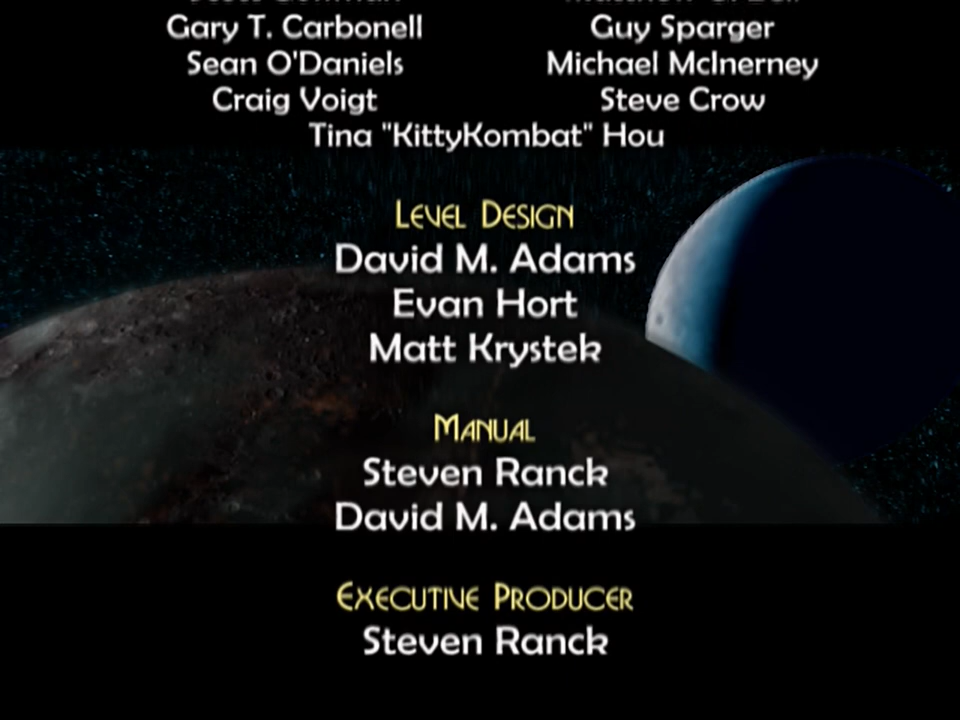 Gary T. Carbonell Guy Sparger
Sean O'Daniels Michael McInerney
Craig Voigt Steve Crow
Tina "KittyKombat" Hou
Level Design
David M. Adams
Evan Hort
Matt Krystek
Manual
Steven Ranck
David M. Adams
Executive Producer
Steven Ranck